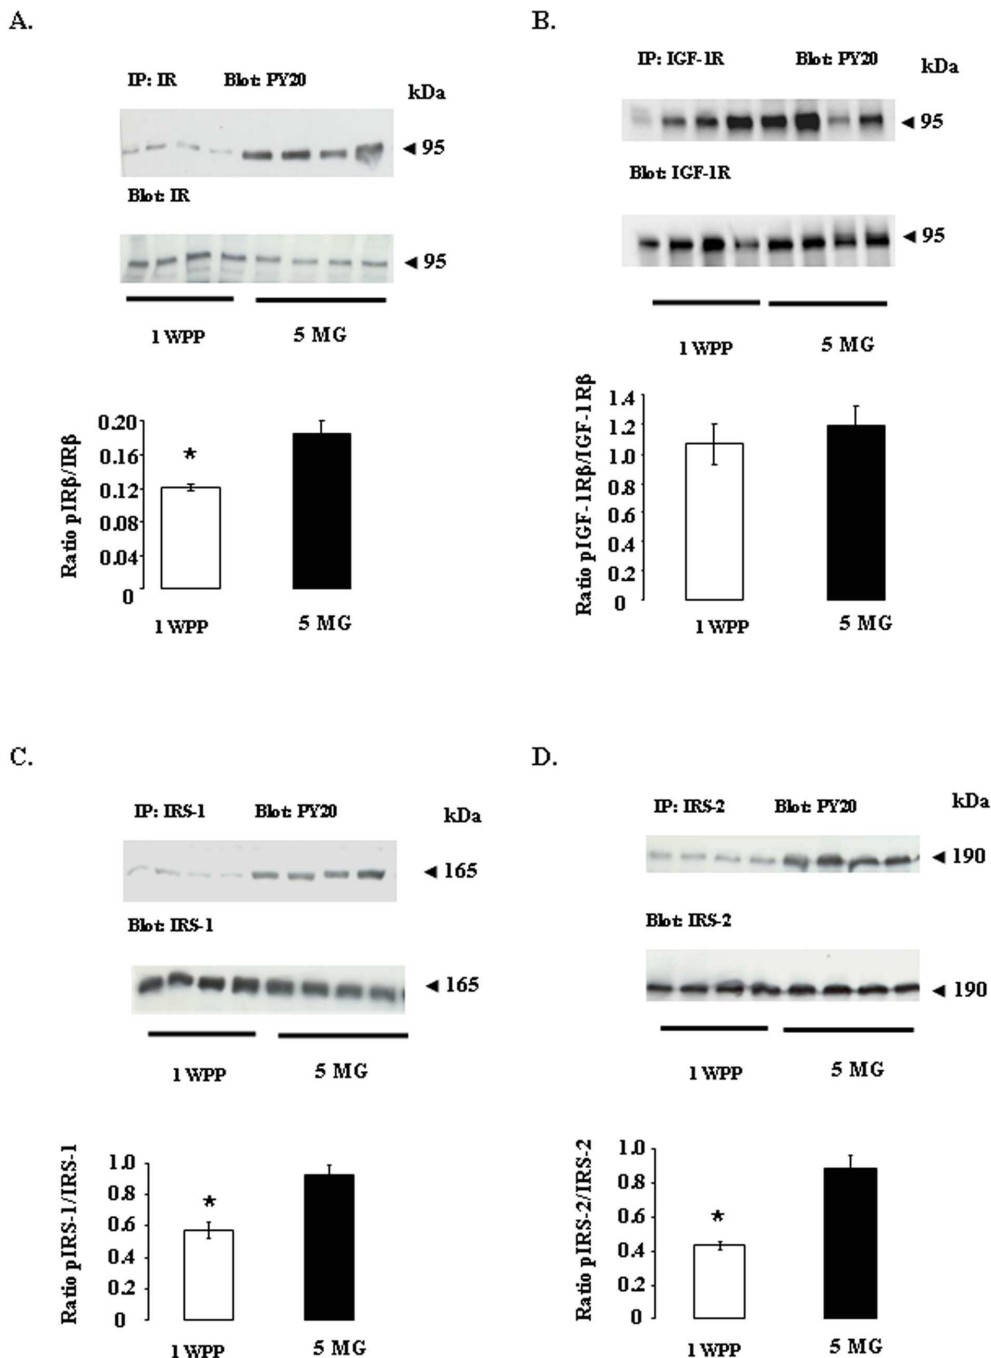 A.
IP: IR Blot: PY20
kDa
95
Blot: IR
95
1 WPP 5 MG
Ratio pIRβ/IRβ
0.20
0.16
*
0.12
0.08
0.04
0
1 WPP 5 MG
B.
IP: IGF-1R Blot: PY20
kDa
95
Blot: IGF-1R
95
1 WPP 5 MG
Ratio pIGF-1Rβ/IGF-1Rβ
1.4
1.2
1.0
0.8
0.6
0.4
0.2
0
1 WPP 5 MG
C.
IP: IRS-1 Blot: PY20
kDa
165
Blot: IRS-1
165
1 WPP 5 MG
Ratio pIRS-1/IRS-1
1.0
0.8
*
0.6
0.4
0.2
0
1 WPP 5 MG
D.
IP: IRS-2 Blot: PY20
kDa
190
Blot: IRS-2
190
1 WPP 5 MG
Ratio pIRS-2/IRS-2
1.0
0.8
0.6
*
0.4
0.2
0
1 WPP 5 MG